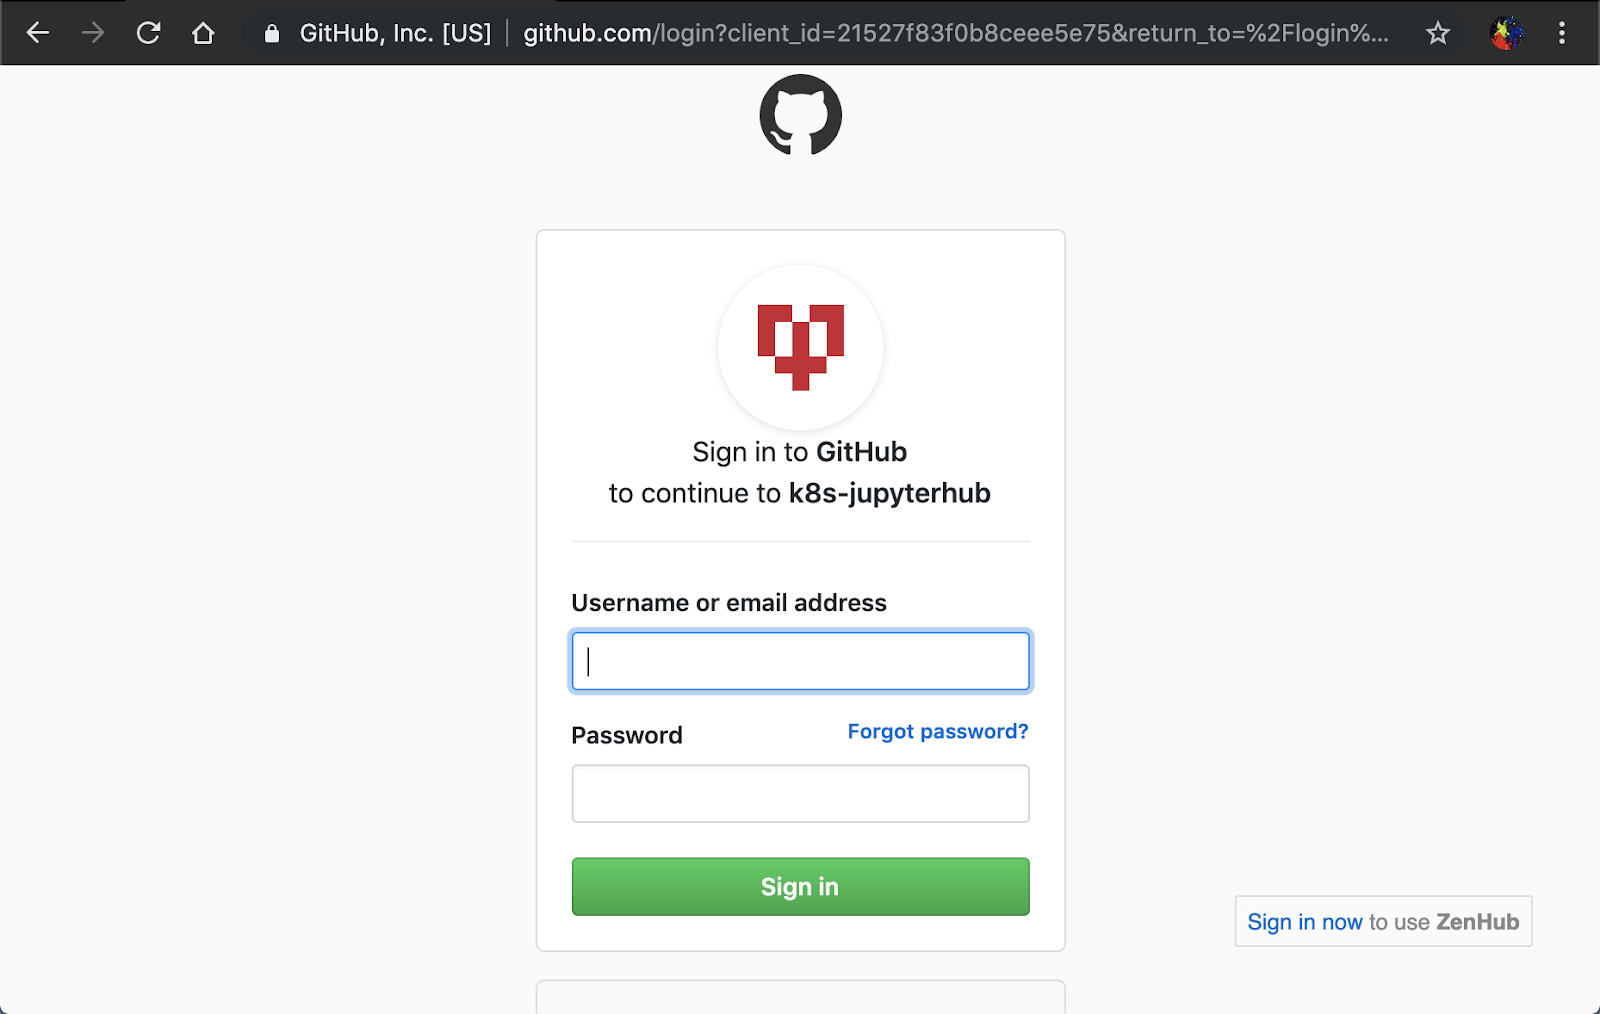 GitHub, Inc. [US] github.com/login?client_id=21527f83f0b8ceee5e75&return_to=%2Flogin%...
Sign in to GitHub
to continue to k8s-jupyterhub
Username or email address
Password Forgot password?
Sign in
Sign in now to use ZenHub